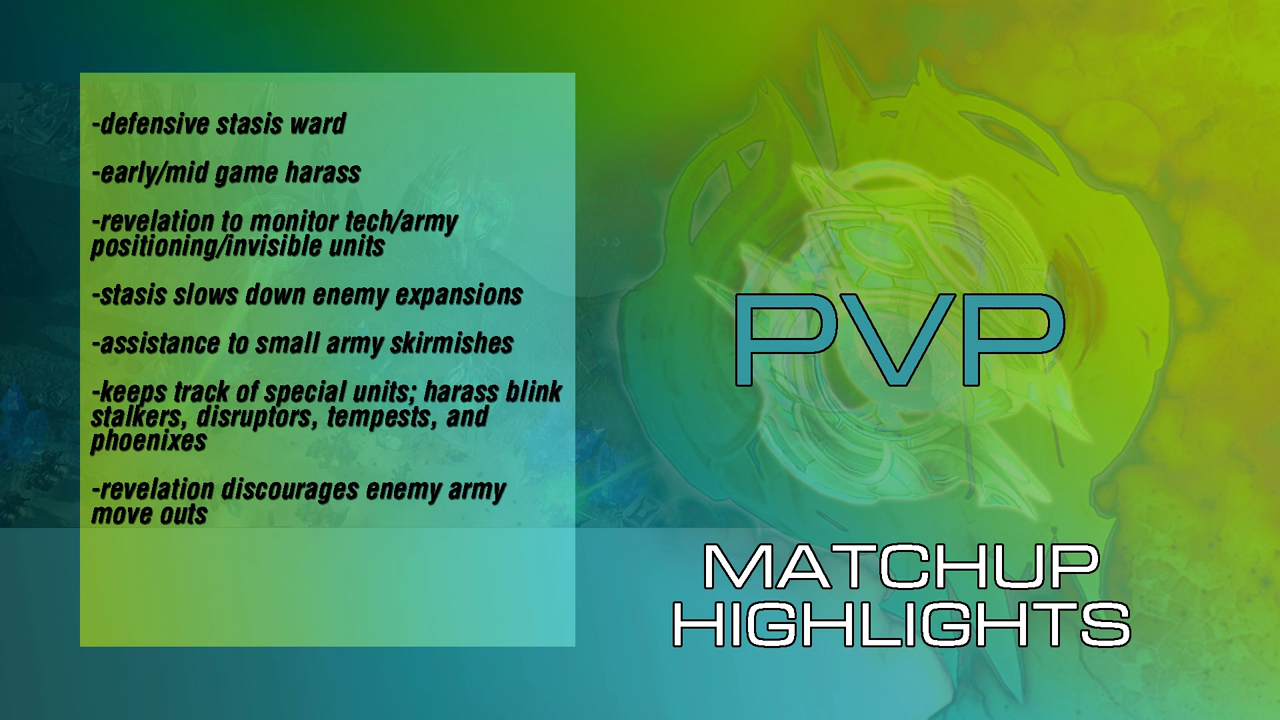 -defensive stasis ward
-early/mid game harass
-revelation to monitor tech/army
positioning/invisible units
-stasis slows down enemy expansions
-assistance to small army skirmishes
-keeps track of special units; harass blink
stalkers, disruptors, tempests, and
phoenixes
-revelation discourages enemy army
move outs
PVP
MATCHUP
HIGHLIGHTS